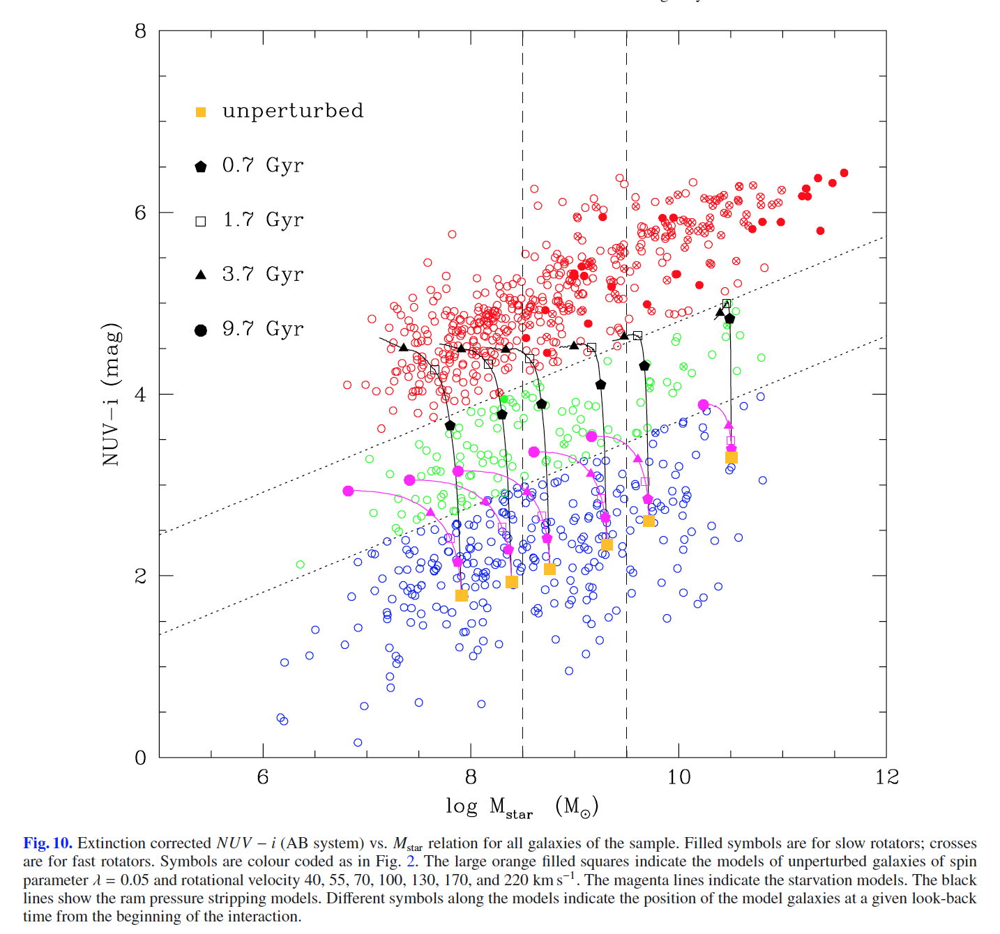 8
6
4
2
0
NUV−i (mag)
unperturbed
0.7 Gyr
1.7 Gyr
3.7 Gyr
9.7 Gyr
6 8 10 12
log Mstar (M⊙)
Fig. 10. Extinction corrected NUV − i (AB system) vs. Mstar relation for all galaxies of the sample. Filled symbols are for slow rotators; crosses
are for fast rotators. Symbols are colour coded as in Fig. 2. The large orange filled squares indicate the models of unperturbed galaxies of spin
parameter λ = 0.05 and rotational velocity 40, 55, 70, 100, 130, 170, and 220 km s−1. The magenta lines indicate the starvation models. The black
lines show the ram pressure stripping models. Different symbols along the models indicate the position of the model galaxies at a given look-back
time from the beginning of the interaction.